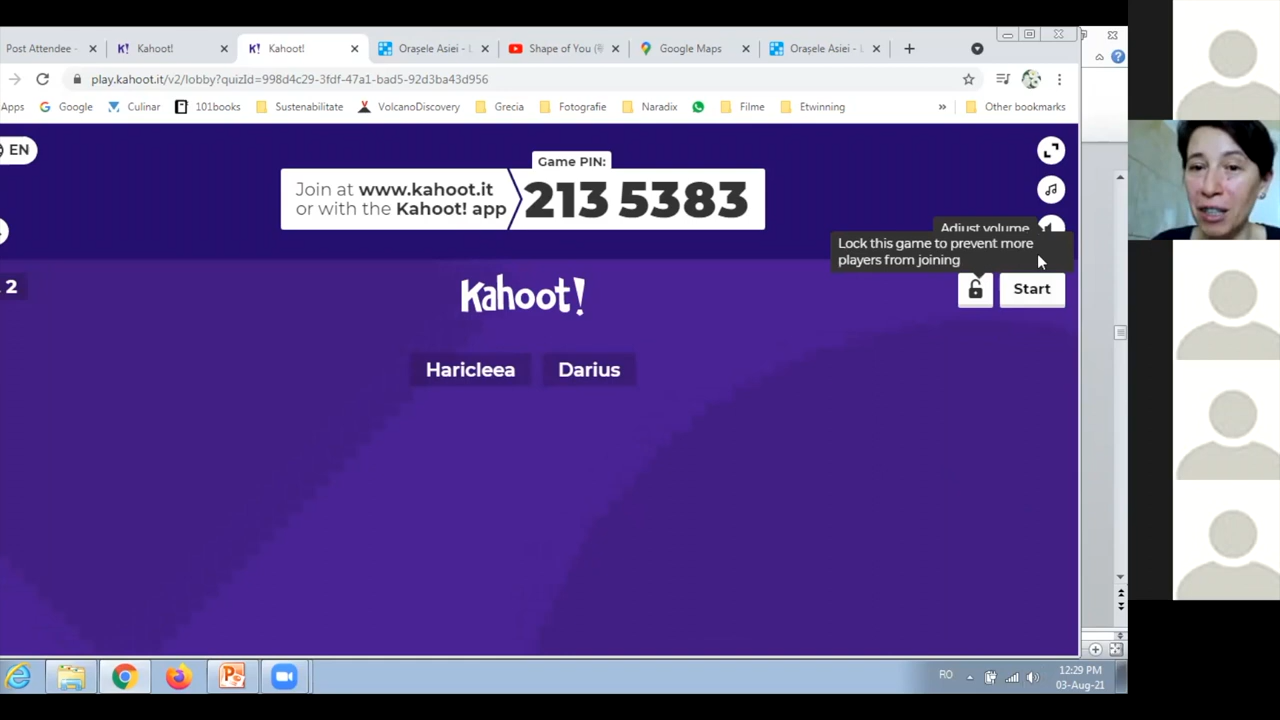 Post Attendee -
Kahoot!
Kahoot!
Orașele Asiei - L
Shape of You (
Google Maps
Orașele Asiei - L
play.kahoot.it/v2/lobby?quizId=998d4c29-3fdf-47a1-bad5-92d3ba43d956
Apps
Google
Culinar
101books
Sustenabilitate
VolcanoDiscovery
Grecia
Fotografie
Naradix
Filme
Etwinning
»
Other bookmarks
EN
Game PIN:
Join at www.kahoot.it
or with the Kahoot! app
213 5383
Adjust volume
Lock this game to prevent more
players from joining
2
Kahoot!
Start
Haricleea
Darius
RO
12:29 PM
03-Aug-21